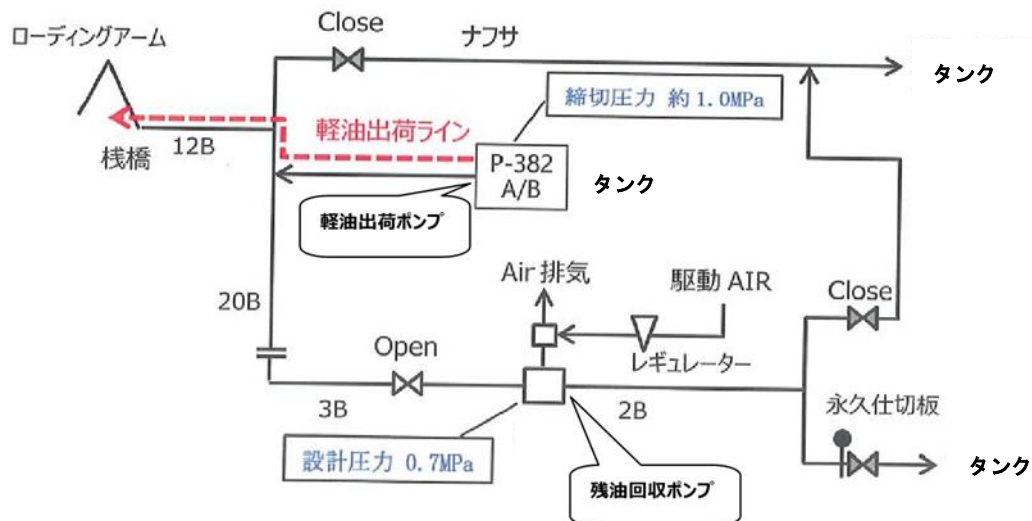 Close
ナフサ
ローディングアーム
タンク
締切圧力 約1.0MPa
軽油出荷ライン
12B
桟橋
P-382
A/B
タンク
軽油出荷ポンプ
Air 排気
駆動 AIR
Close
20B
Open
レギュレーター
3B
2B
永久仕切板
設計圧力 0.7MPa
タンク
残油回収ポンプ